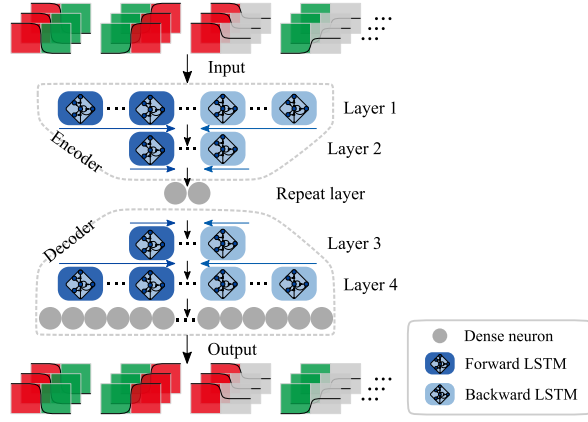 Input
Layer 1
Encoder
Layer 2
Repeat layer
Decoder
Layer 3
Layer 4
Output
Dense neuron
Forward LSTM
Backward LSTM